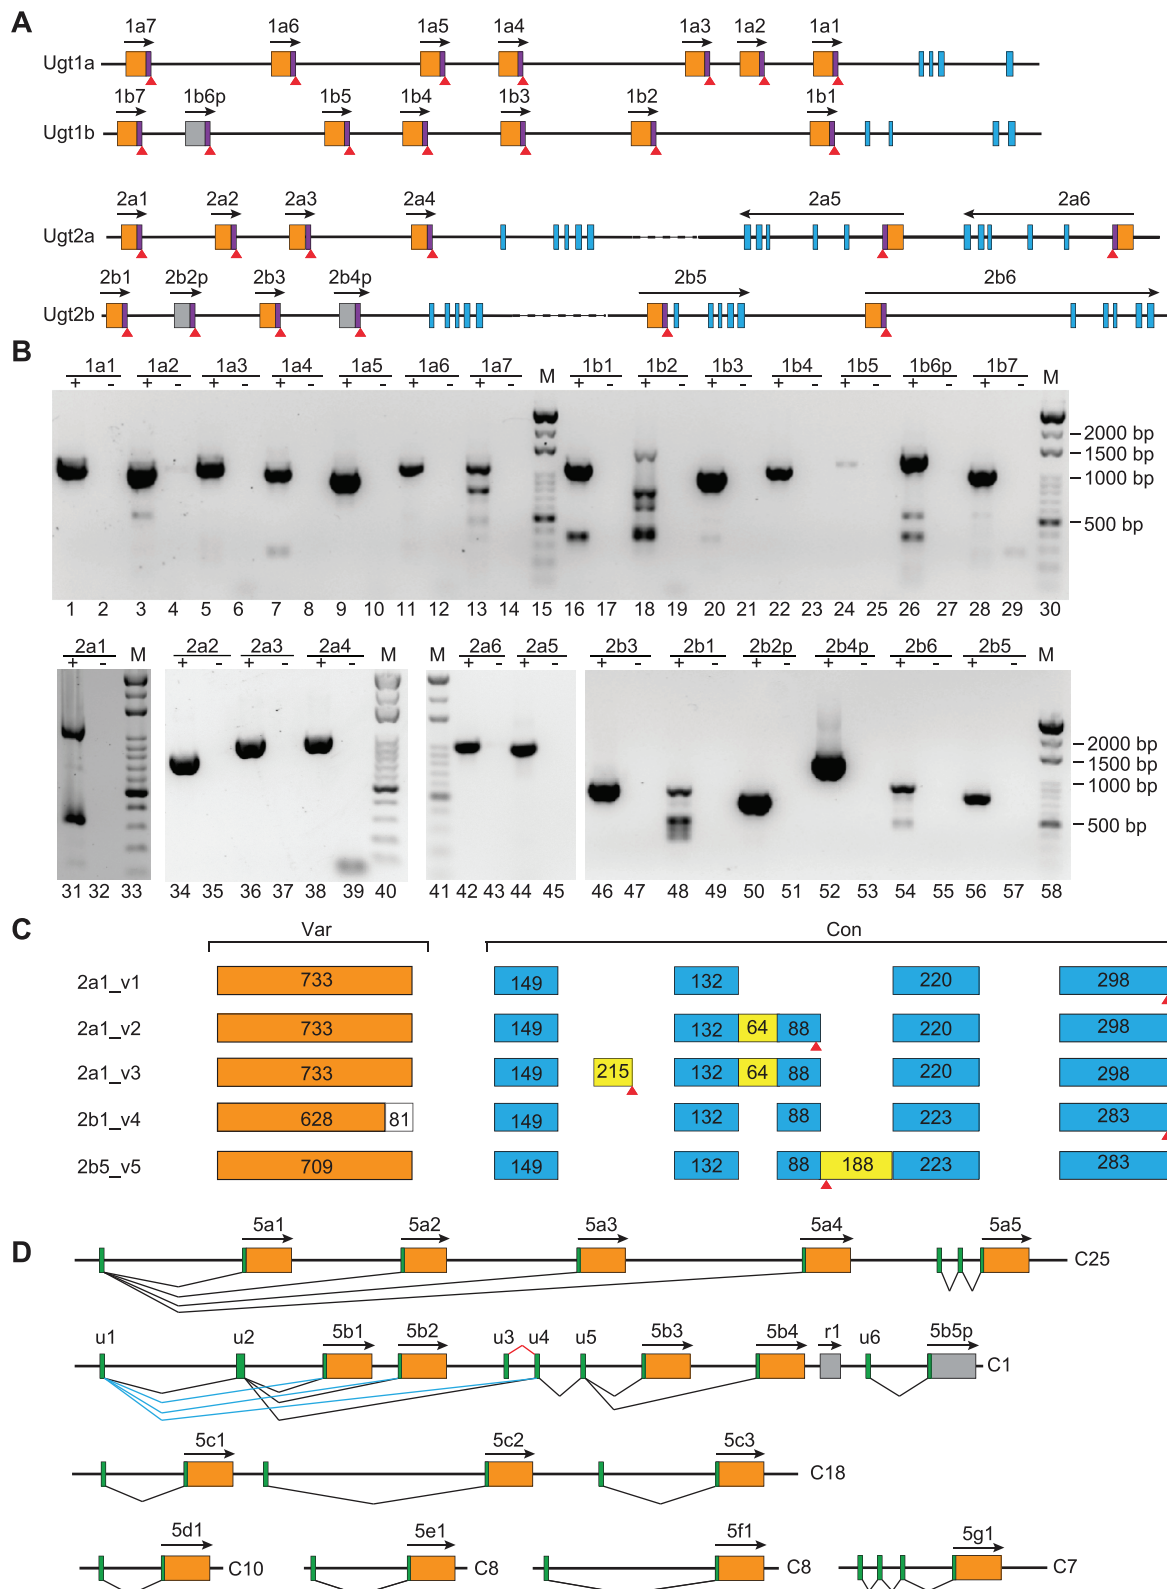 A
1a7 1a6 1a5 1a4 1a3 1a2 1a1
Ugt1a
1b7 1b6p 1b5 1b4 1b3 1b2 1b1
Ugt1b
2a1 2a2 2a3 2a4 2a5 2a6
Ugt2a
2b1 2b2p 2b3 2b4p 2b5 2b6
Ugt2b
B
1a1 1a2 1a3 1a4 1a5 1a6 1a7 M 1b1 1b2 1b3 1b4 1b5 1b6p 1b7 M
+ - + - + - + - + - + - + - + - + - + - + - + - + - + -
2000 bp
1500 bp
1000 bp
500 bp
1 2 3 4 5 6 7 8 9 10 11 12 13 14 15 16 17 18 19 20 21 22 23 24 25 26 27 28 29 30
2a1 M 2a2 2a3 2a4 M M 2a6 2a5 2b3 2b1 2b2p 2b4p 2b6 2b5 M
+ - + - + - + - + - + - + - + - + - + - + - + -
2000 bp
1500 bp
1000 bp
500 bp
31 32 33 34 35 36 37 38 39 40 41 42 43 44 45 46 47 48 49 50 51 52 53 54 55 56 57 58
C
Var Con
2a1_v1 733 149 132 220 298
2a1_v2 733 149 132 64 88 220 298
2a1_v3 733 149 215 132 64 88 220 298
2b1_v4 628 81 149 132 88 223 283
2b5_v5 709 149 132 88 188 223 283
D
5a1 5a2 5a3 5a4 5a5
C25
u1 u2 5b1 5b2 u3 u4 u5 5b3 5b4 r1 u6 5b5p
C1
5c1 5c2 5c3
C18
5d1 5e1 5f1 5g1
C10 C8 C8 C7